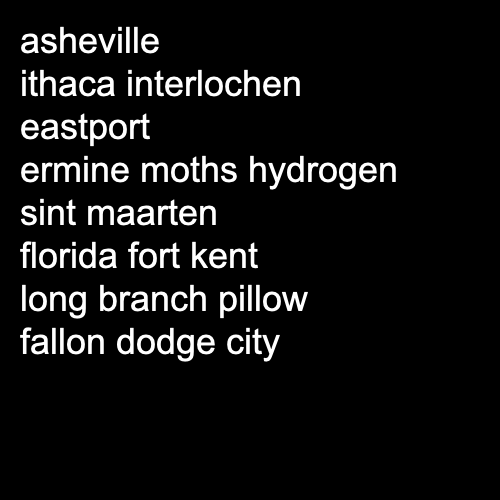 asheville
ithaca interlochen
eastport
ermine moths hydrogen
sint maarten
florida fort kent
long branch pillow
fallon dodge city